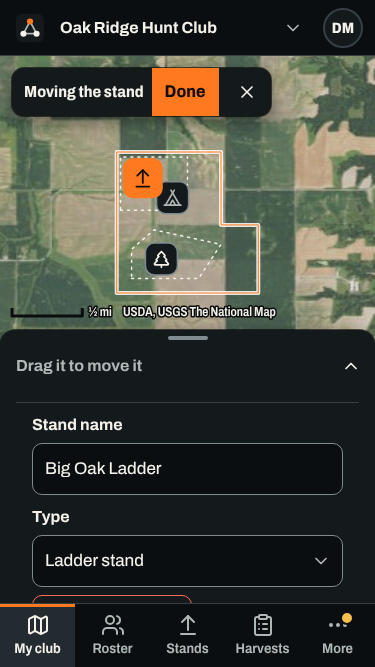 Oak Ridge Hunt Club
DM
Moving the stand
Done
½ mi
USDA, USGS The National Map
Drag it to move it
Stand name
Big Oak Ladder
Type
Ladder stand
My club
Roster
Stands
Harvests
More